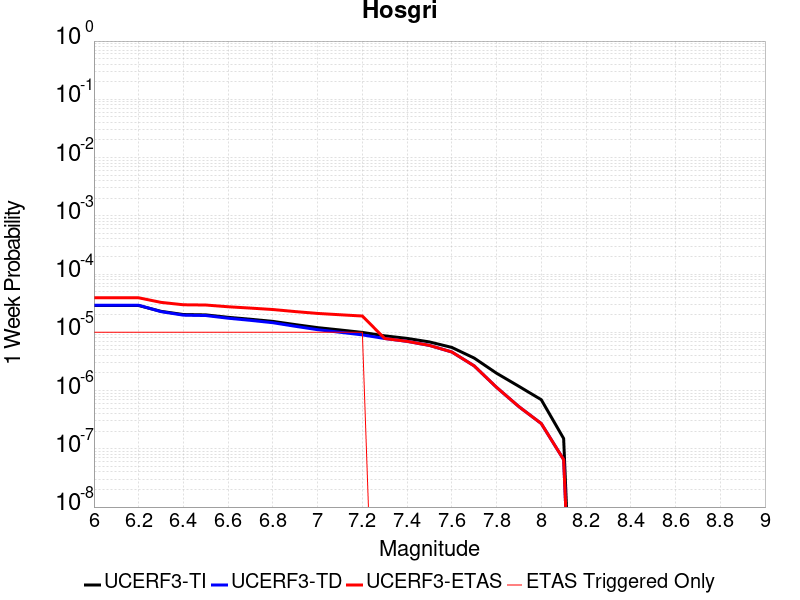 Hosgri
10^0
10^-1
10^-2
10^-3
10^-4
10^-5
10^-6
10^-7
10^-8
1 Week Probability
6 6.2 6.4 6.6 6.8 7 7.2 7.4 7.6 7.8 8 8.2 8.4 8.6 8.8 9
Magnitude
UCERF3-TI UCERF3-TD UCERF3-ETAS ETAS Triggered Only